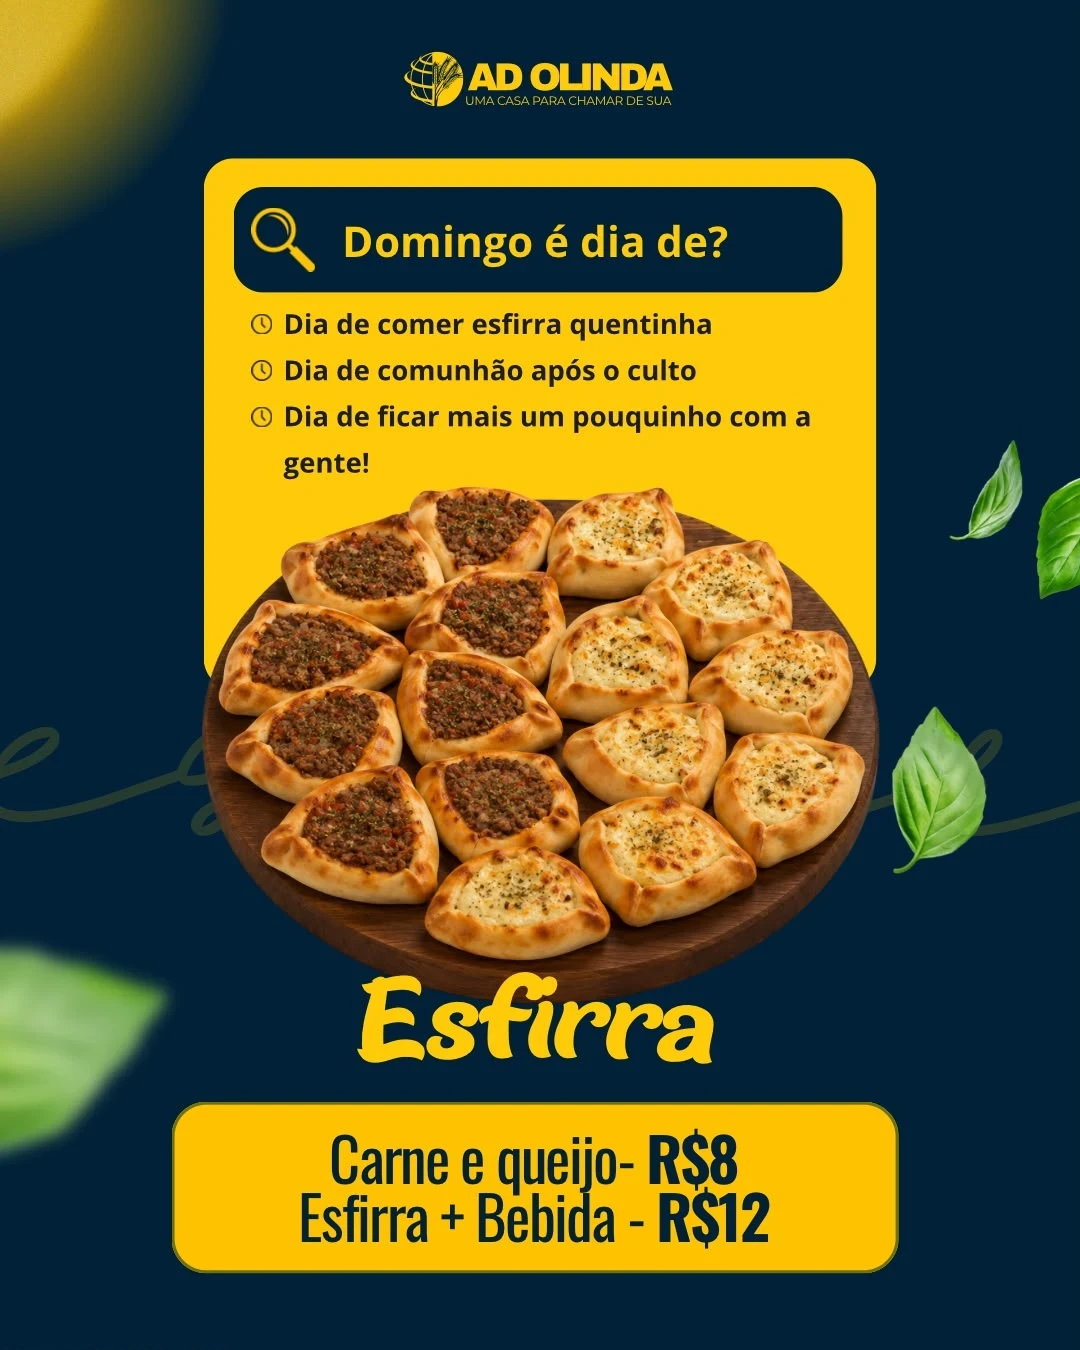 AD OLINDA
UMA CASA PARA CHAMAR DE SUA
Domingo é dia de?
Dia de comer esfirra quentinha
Dia de comunhão após o culto
Dia de ficar mais um pouquinho com a
gente!
Esfirra
Carne e queijo- R$8
Esfirra + Bebida - R$12